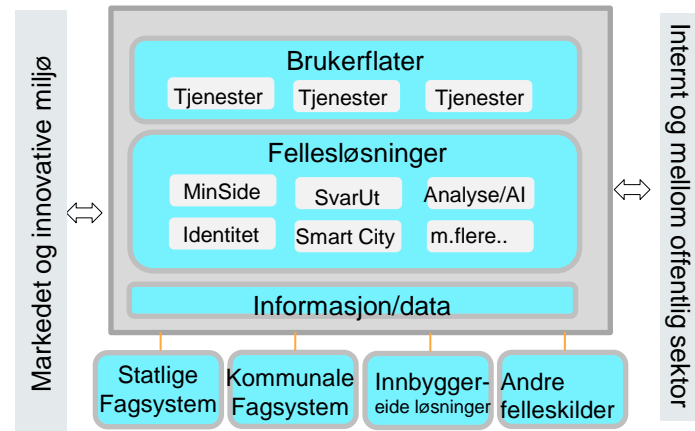 Markedet og innovative miljø
Brukerflater
Tjenester Tjenester Tjenester
Fellesløsninger
MinSide SvarUt Analyse/AI
Identitet Smart City m.flere..
Informasjon/data
Statlige
Fagsystem
Kommunale
Fagsystem
Innbygger-
eide løsninger
Andre
felleskilder
Internt og mellom offentlig sektor